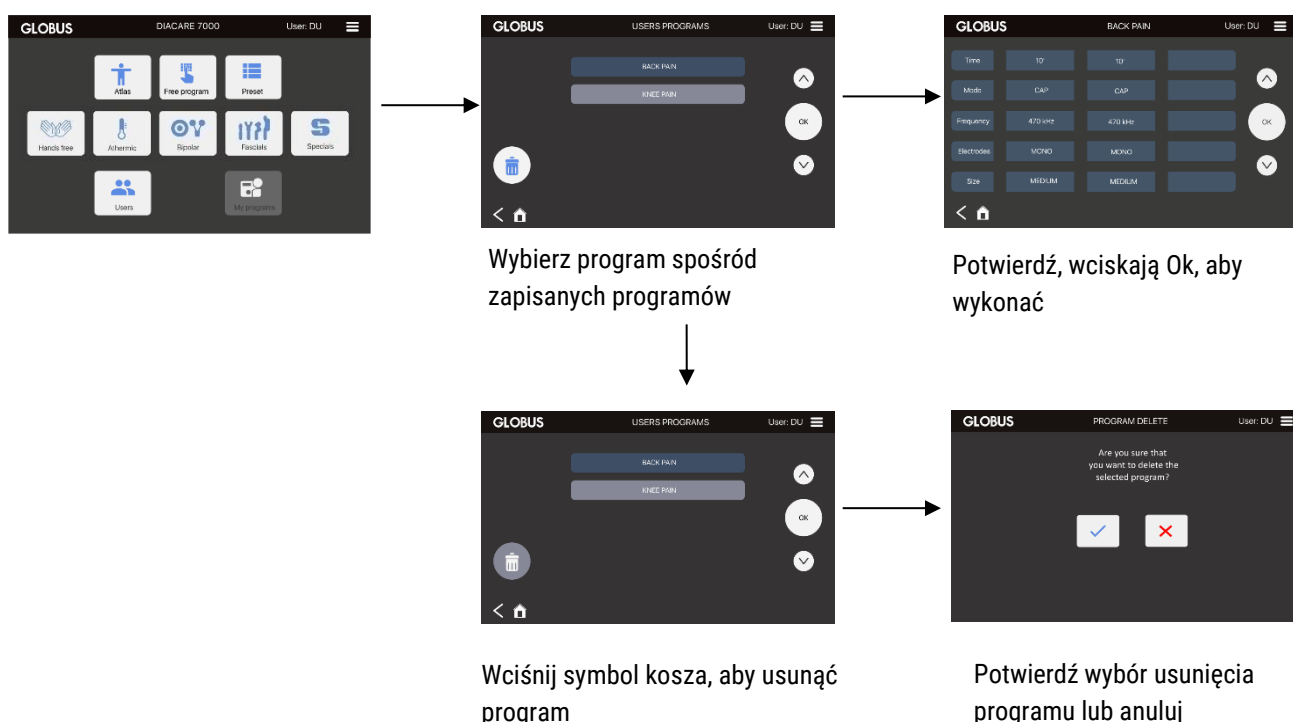 GLOBUS DIACARE 7000 User: DU
Atlas Free program Preset
Hands free Athermic Bipolar Fascials Specials
Users My programs
GLOBUS USERS PROGRAMS User: DU
BACK PAIN
KNEE PAIN
OK
GLOBUS BACK PAIN User: DU
Time 10' 10'
Mode CAP CAP
Frequency 470 kHz 470 kHz OK
Electrodes MONO MONO
Size MEDIUM MEDIUM
Wybierz program spośród
zapisanych programów
Potwierdź, wciskają Ok, aby
wykonać
GLOBUS USERS PROGRAMS User: DU
BACK PAIN
KNEE PAIN
OK
GLOBUS PROGRAM DELETE User: DU
Are you sure that
you want to delete the
selected program?
Wciśnij symbol kosza, aby usunąć
program
Potwierdź wybór usunięcia
programu lub anuluj